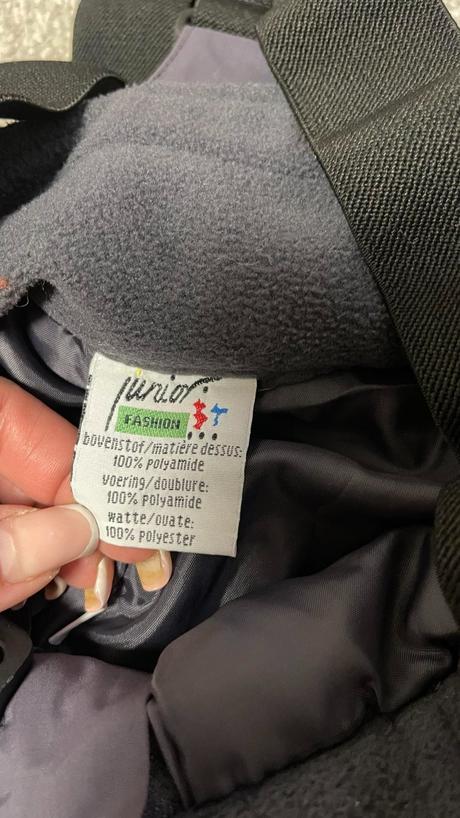 junior
FASHION
bovenstof/matière dessus:
100% polyamide
voering/doublure:
100% polyamide
watte/ouate:
100% polyester